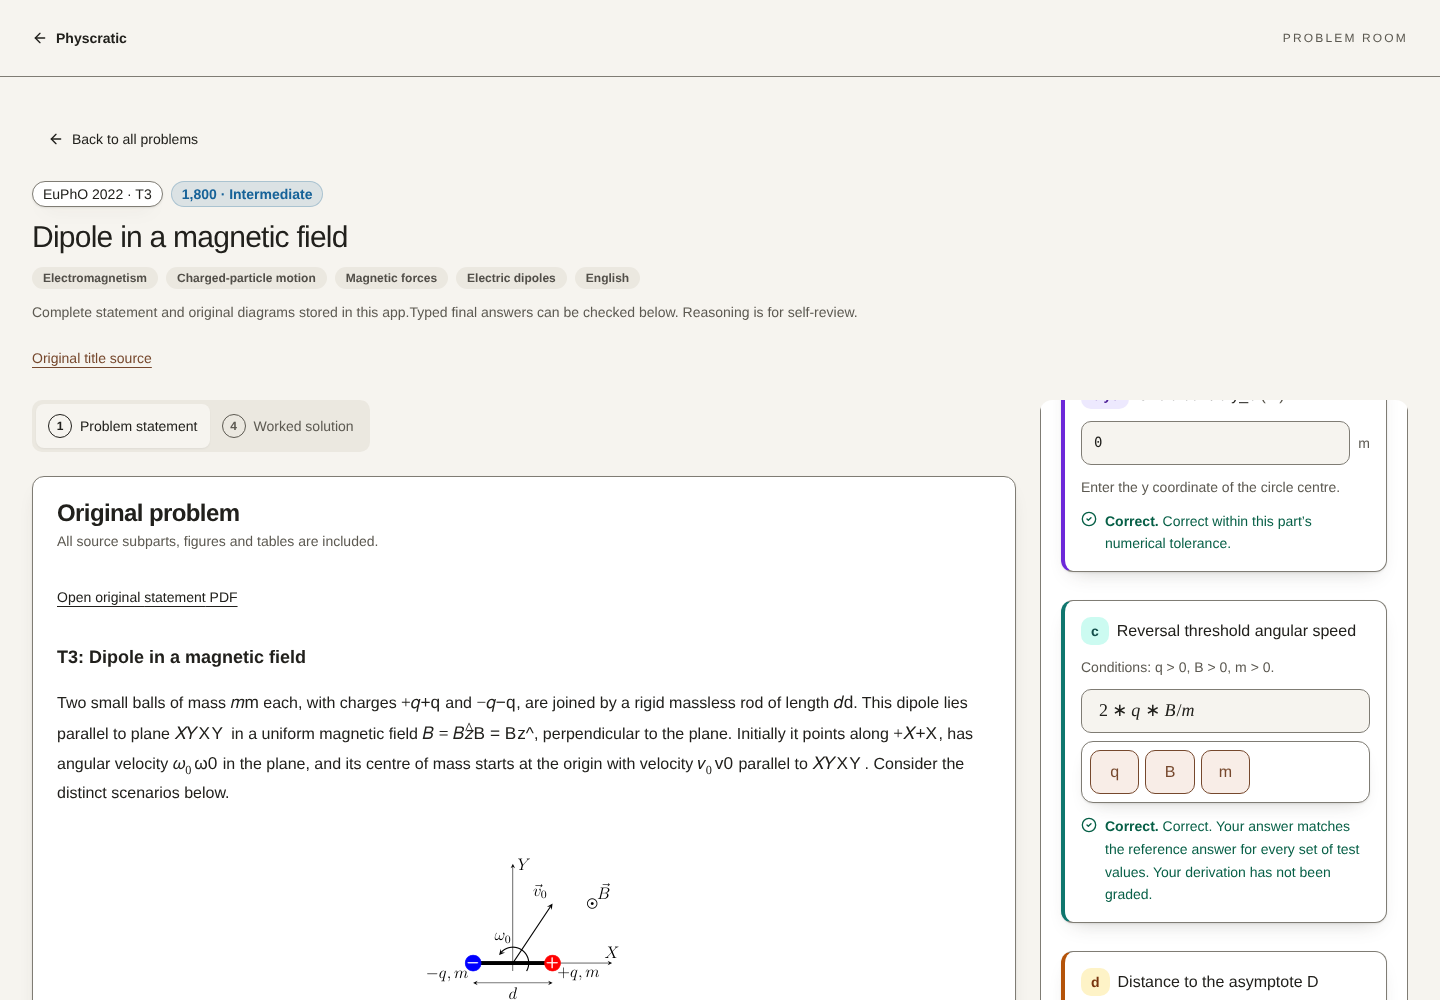 Physcratic
PROBLEM ROOM
Back to all problems
EuPhO 2022 · T3
1,800 · Intermediate
Dipole in a magnetic field
Electromagnetism
Charged-particle motion
Magnetic forces
Electric dipoles
English
Complete statement and original diagrams stored in this app.Typed final answers can be checked below. Reasoning is for self-review.
Original title source
1 Problem statement
4 Worked solution
Original problem
All source subparts, figures and tables are included.
Open original statement PDF
T3: Dipole in a magnetic field
Two small balls of mass mm each, with charges +q+q and −q−q, are joined by a rigid massless rod of length dd. This dipole lies
parallel to plane XYXY in a uniform magnetic field B = BẑB = Bz^, perpendicular to the plane. Initially it points along +X+X, has
angular velocity ω₀ω0 in the plane, and its centre of mass starts at the origin with velocity v₀v0 parallel to XYXY . Consider the
distinct scenarios below.
Y
v⃗₀
B⃗
ω₀
X
−q, m
+q, m
d
0
m
Enter the y coordinate of the circle centre.
Correct. Correct within this part's
numerical tolerance.
c Reversal threshold angular speed
Conditions: q > 0, B > 0, m > 0.
2 ∗ q ∗ B/m
q
B
m
Correct. Correct. Your answer matches
the reference answer for every set of test
values. Your derivation has not been
graded.
d Distance to the asymptote D